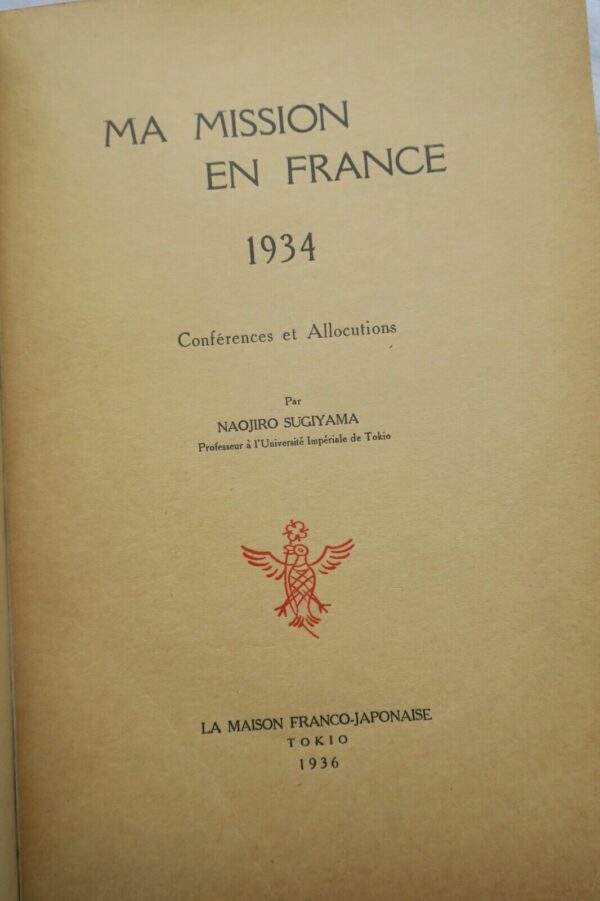 MA MISSION
EN FRANCE
1934
Conférences et Allocutions
Par
NAOJIRO SUGIYAMA
Professeur à l'Université Impériale de Tokio
LA MAISON FRANCO-JAPONAISE
TOKIO
1936